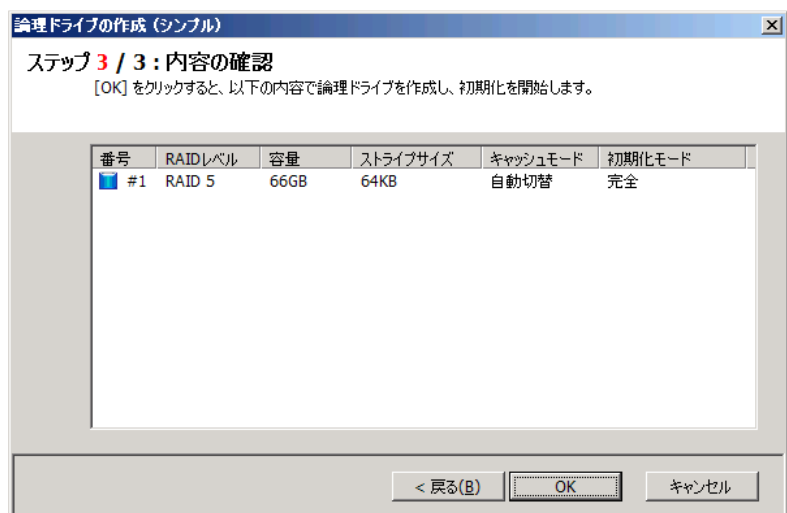 論理ドライブの作成（シンプル）
ステップ 3 / 3 : 内容の確認
[OK] をクリックすると、以下の内容で論理ドライブを作成し、初期化を開始します。
番号 RAIDレベル 容量 ストライプサイズ キャッシュモード 初期化モード
#1 RAID 5 66GB 64KB 自動切替 完全
< 戻る(B) OK キャンセル